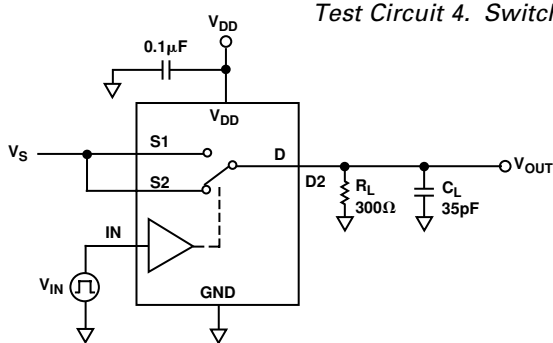 Test Circuit 4. Switch
V_DD
0.1µF
V_DD
V_S
S1
D
V_OUT
S2
D2
R_L
300Ω
C_L
35pF
IN
V_IN
GND